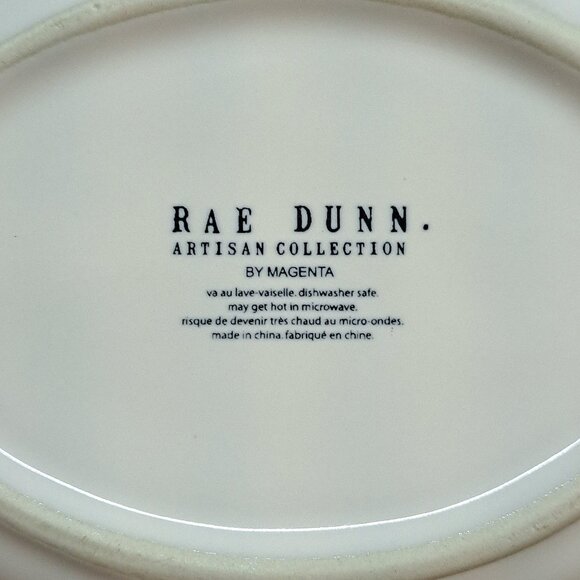 RAE DUNN.
ARTISAN COLLECTION
BY MAGENTA
va au lave-vaiselle. dishwasher safe.
may get hot in microwave.
risque de devenir très chaud au micro-ondes.
made in china. fabriqué en chine.